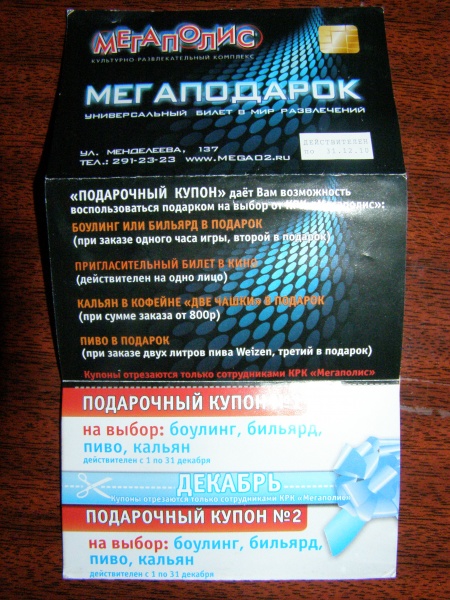 МЕГАПОЛИС
КУЛЬТУРНО РАЗВЛЕКАТЕЛЬНЫЙ КОМПЛЕКС
МЕГАПОДАРОК
УНИВЕРСАЛЬНЫЙ БИЛЕТ В МИР РАЗВЛЕЧЕНИЙ
УЛ. МЕНДЕЛЕЕВА, 137
ТЕЛ.: 291-23-23 WWW.MEGA02.RU
ДЕЙСТВИТЕЛЕН
по 31.12.10
«ПОДАРОЧНЫЙ КУПОН» даёт Вам возможность
воспользоваться подарком на выбор от КРК «Мегаполис»:
БОУЛИНГ ИЛИ БИЛЬЯРД В ПОДАРОК
(при заказе одного часа игры, второй в подарок)
ПРИГЛАСИТЕЛЬНЫЙ БИЛЕТ В КИНО
(действителен на одно лицо)
КАЛЬЯН В КОФЕЙНЕ «ДВЕ ЧАШКИ» В ПОДАРОК
(при сумме заказа от 800р)
ПИВО В ПОДАРОК
(при заказе двух литров пива Weizen, третий в подарок)
Купоны отрезаются только сотрудниками КРК «Мегаполис»
ПОДАРОЧНЫЙ КУПОН
на выбор: боулинг, бильярд,
пиво, кальян
действителен с 1 по 31 декабря
ДЕКАБРЬ
Купоны отрезаются только сотрудниками КРК «Мегаполис»
ПОДАРОЧНЫЙ КУПОН №2
на выбор: боулинг, бильярд,
пиво, кальян
действителен с 1 по 31 декабря